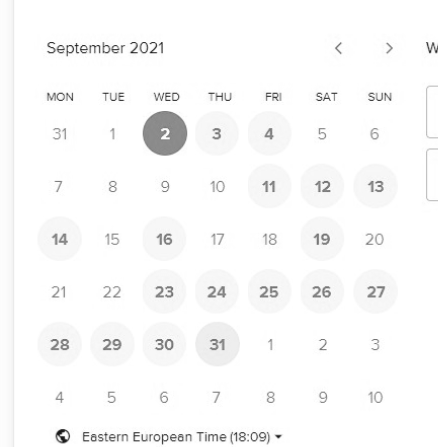 September 2021
W
MON TUE WED THU FRI SAT SUN
31 1 2 3 4 5 6
7 8 9 10 11 12 13
14 15 16 17 18 19 20
21 22 23 24 25 26 27
28 29 30 31 1 2 3
4 5 6 7 8 9 10
Eastern European Time (18:09)